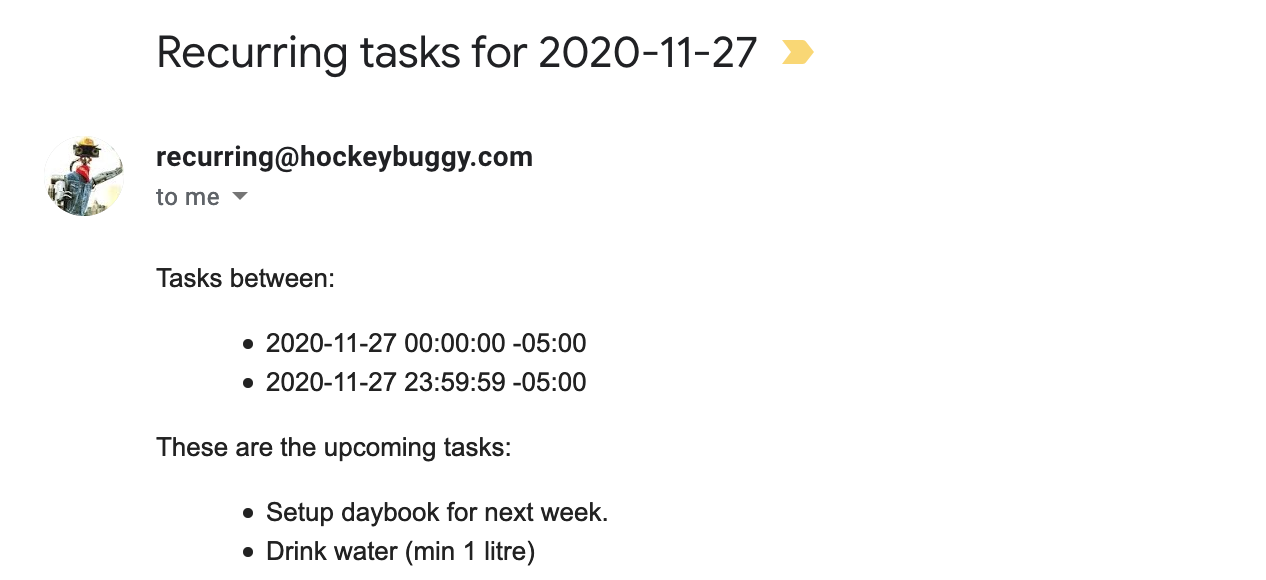 Recurring tasks for 2020-11-27
recurring@hockeybuggy.com
to me
Tasks between:
• 2020-11-27 00:00:00 -05:00
• 2020-11-27 23:59:59 -05:00
These are the upcoming tasks:
• Setup daybook for next week.
• Drink water (min 1 litre)